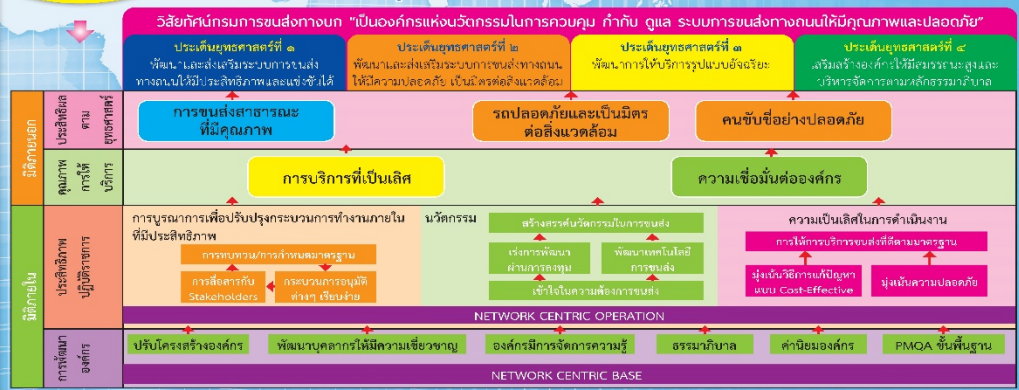 วิสัยทัศน์กรมการขนส่งทางบก "เป็นองค์กรแห่งนวัตกรรมในการควบคุม กำกับ ดูแล ระบบการขนส่งทางถนนให้มีคุณภาพและปลอดภัย"
ประเด็นยุทธศาสตร์ที่ ๑
พัฒนาและส่งเสริมระบบการขนส่ง
ทางถนนให้มีประสิทธิภาพและแข่งขันได้
ประเด็นยุทธศาสตร์ที่ ๒
พัฒนาและส่งเสริมระบบการขนส่งทางถนน
ให้มีความปลอดภัย เป็นมิตรต่อสิ่งแวดล้อม
ประเด็นยุทธศาสตร์ที่ ๓
พัฒนาการให้บริการรูปแบบอัจฉริยะ
ประเด็นยุทธศาสตร์ที่ ๔
เสริมสร้างองค์กรให้มีสมรรถนะสูงและ
บริหารจัดการตามหลักธรรมาภิบาล
มิติภายนอก
ประสิทธิผล
ตาม
ยุทธศาสตร์
การขนส่งสาธารณะ
ที่มีคุณภาพ
รถปลอดภัยและเป็นมิตร
ต่อสิ่งแวดล้อม
คนขับขี่อย่างปลอดภัย
คุณภาพ
การให้
บริการ
การบริการที่เป็นเลิศ
ความเชื่อมั่นต่อองค์กร
มิติภายใน
ประสิทธิภาพ
ปฏิบัติราชการ
การบูรณาการเพื่อปรับปรุงกระบวนการทำงานภายใน
ที่มีประสิทธิภาพ
การทบทวน/การกำหนดมาตรฐาน
การสื่อสารกับ
Stakeholders
กระบวนการอนุมัติ
ต่างๆ เรียบง่าย
นวัตกรรม
สร้างสรรค์นวัตกรรมในการขนส่ง
เร่งการพัฒนา
ผ่านการลงทุน
พัฒนาเทคโนโลยี
การขนส่ง
เข้าใจในความต้องการขนส่ง
ความเป็นเลิศในการดำเนินงาน
การให้การบริการขนส่งที่ดีตามมาตรฐาน
มุ่งเน้นวิธีการแก้ปัญหา
แบบ Cost-Effective
มุ่งเน้นความปลอดภัย
NETWORK CENTRIC OPERATION
การพัฒนา
องค์กร
ปรับโครงสร้างองค์กร
พัฒนาบุคลากรให้มีความเชี่ยวชาญ
องค์กรมีการจัดการความรู้
ธรรมาภิบาล
ค่านิยมองค์กร
PMQA ขั้นพื้นฐาน
NETWORK CENTRIC BASE